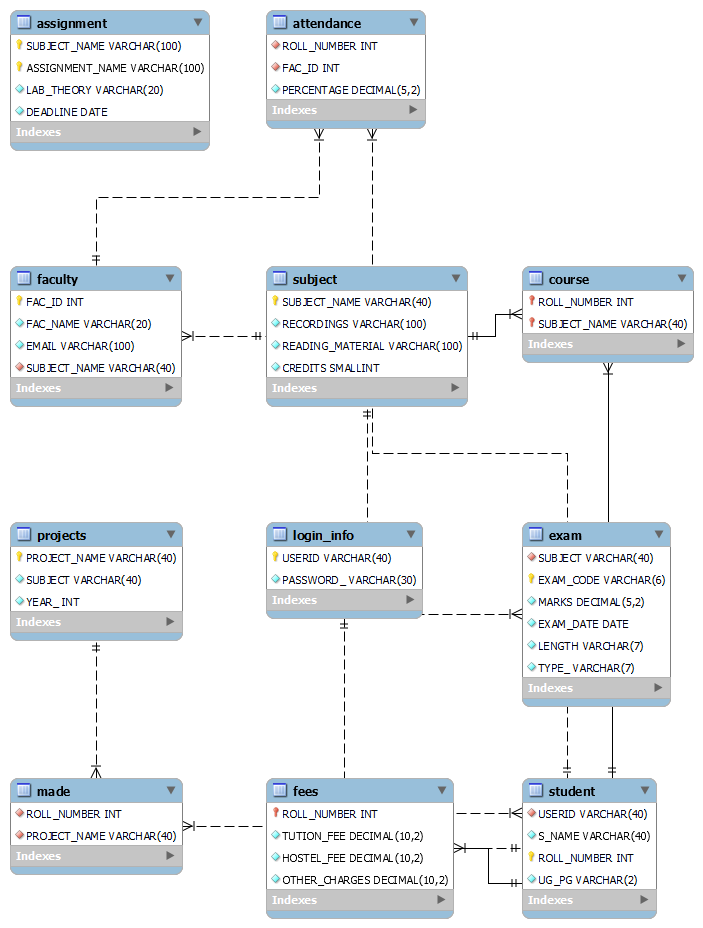 assignment
SUBJECT_NAME VARCHAR(100)
ASSIGNMENT_NAME VARCHAR(100)
LAB_THEORY VARCHAR(20)
DEADLINE DATE
Indexes
attendance
ROLL_NUMBER INT
FAC_ID INT
PERCENTAGE DECIMAL(5,2)
Indexes
faculty
FAC_ID INT
FAC_NAME VARCHAR(20)
EMAIL VARCHAR(100)
SUBJECT_NAME VARCHAR(40)
Indexes
subject
SUBJECT_NAME VARCHAR(40)
RECORDINGS VARCHAR(100)
READING_MATERIAL VARCHAR(100)
CREDITS SMALLINT
Indexes
course
ROLL_NUMBER INT
SUBJECT_NAME VARCHAR(40)
Indexes
projects
PROJECT_NAME VARCHAR(40)
SUBJECT VARCHAR(40)
YEAR_ INT
Indexes
login_info
USERID VARCHAR(40)
PASSWORD_ VARCHAR(30)
Indexes
exam
SUBJECT VARCHAR(40)
EXAM_CODE VARCHAR(6)
MARKS DECIMAL(5,2)
EXAM_DATE DATE
LENGTH VARCHAR(7)
TYPE_ VARCHAR(7)
Indexes
made
ROLL_NUMBER INT
PROJECT_NAME VARCHAR(40)
Indexes
fees
ROLL_NUMBER INT
TUTION_FEE DECIMAL(10,2)
HOSTEL_FEE DECIMAL(10,2)
OTHER_CHARGES DECIMAL(10,2)
Indexes
student
USERID VARCHAR(40)
S_NAME VARCHAR(40)
ROLL_NUMBER INT
UG_PG VARCHAR(2)
Indexes